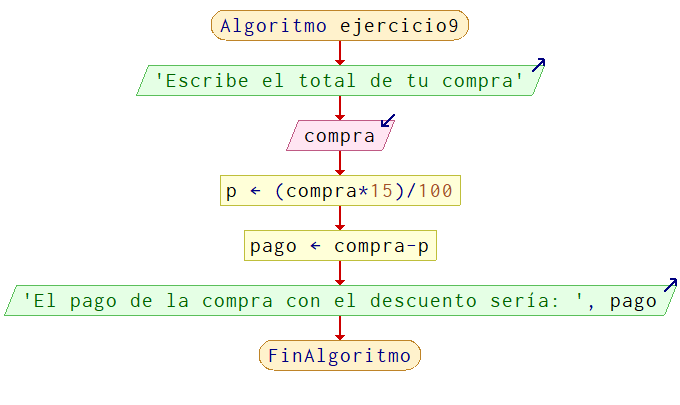 Algoritmo ejercicio9
'Escribe el total de tu compra'
compra
p ← (compra*15)/100
pago ← compra-p
'El pago de la compra con el descuento sería: ', pago
FinAlgoritmo